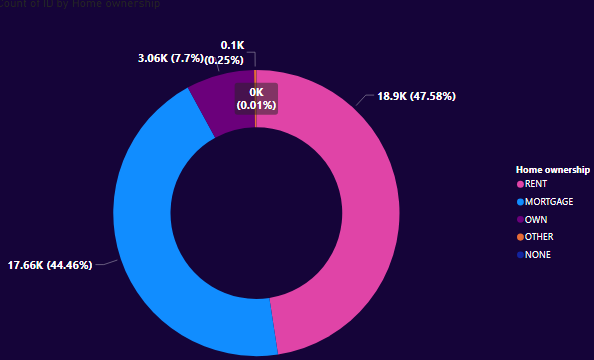 Count of ID by Home ownership
0.1K
3.06K (7.7%)
(0.25%)
0K
(0.01%)
18.9K (47.58%)
Home ownership
RENT
MORTGAGE
OWN
OTHER
NONE
17.66K (44.46%)